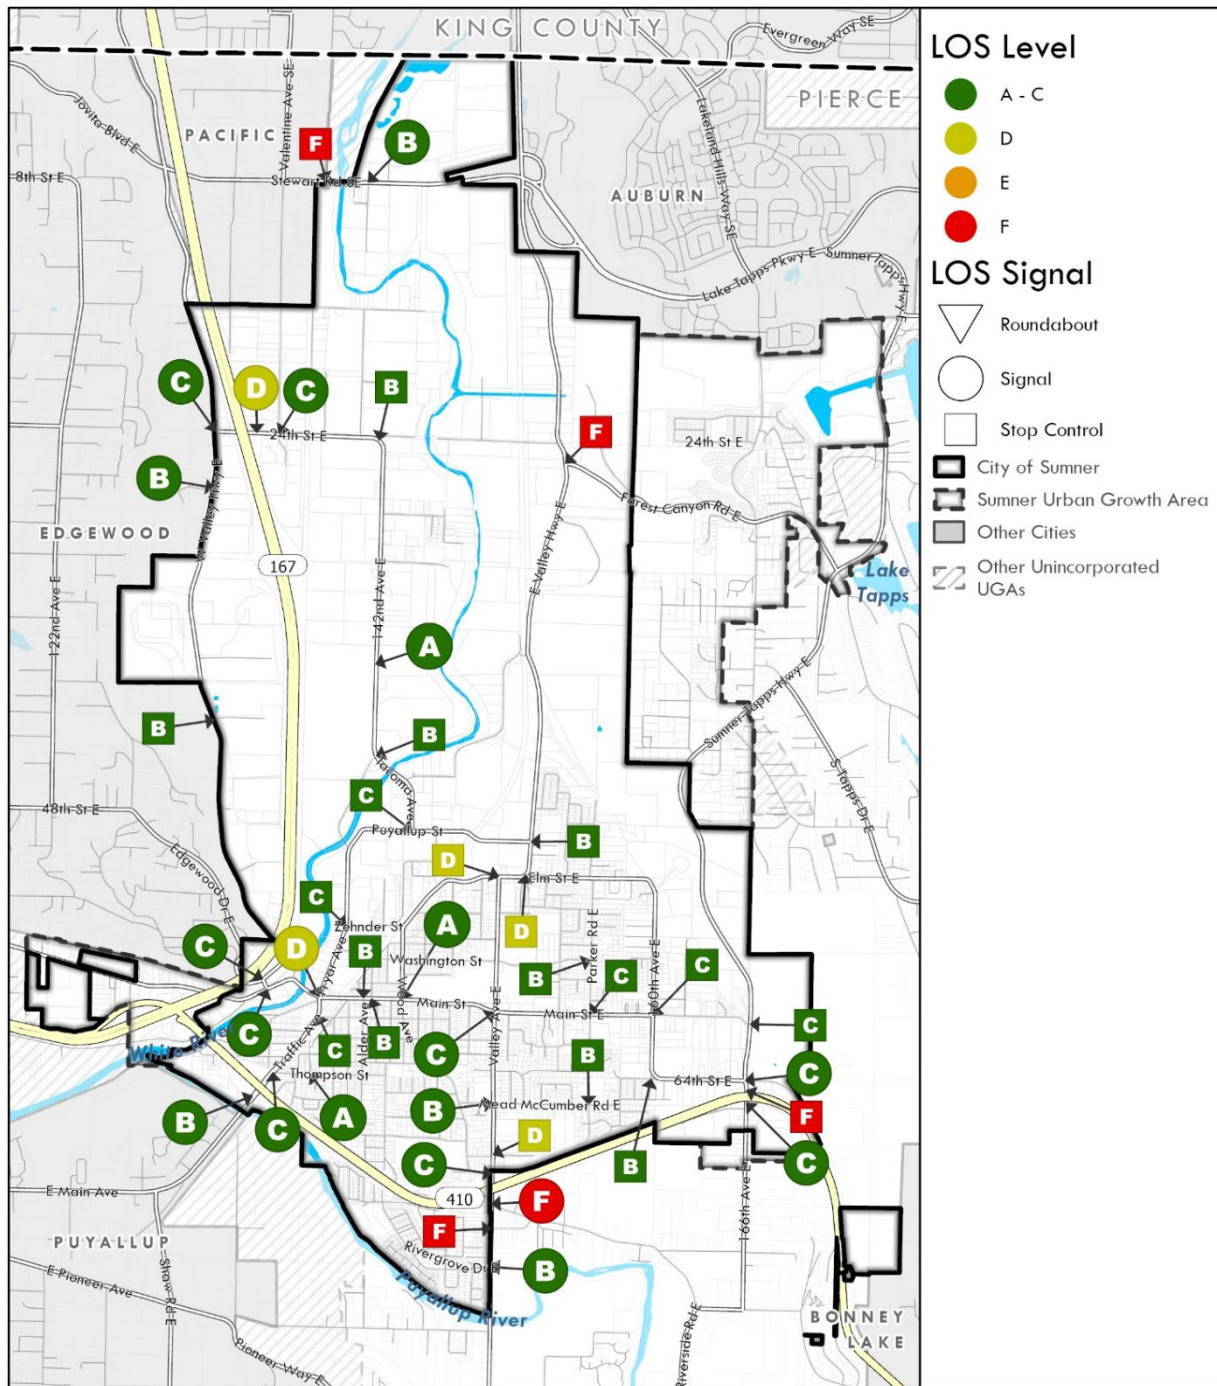 KING COUNTY
Evergreen Way SE
PIERCE
Jovita Blvd E
PACIFIC
Valentine Ave SE
F
B
8th St E
Stewart Rd SE
Lakeland Hills Way SE
AUBURN
Lake Tapps Pkwy E
Sumner Tapps Hwy E
C
D
C
B
24th St E
F
24th St E
B
Forest Canyon Rd E
EDGEWOOD
W Valley Hwy E
E Valley Hwy E
167
Lake
Tapps
122nd Ave E
142nd Ave E
A
B
B
Sumner Tapps Hwy E
S Tapps Dr E
Tacoma Ave
C
48th St E
Puyallup St
B
Edgewood Dr E
D
Elm St E
C
Zehnder St
A
D
Parker Rd E
160th Ave E
C
D
B
Washington St
B
C
C
Fryar Ave
Wood Ave
Main St
Main St E
C
Alder Ave
B
C
Valley Ave E
C
White River
Traffic Ave
C
B
Thompson St
64th St E
C
B
C
A
B
Mead McCumber Rd E
F
D
C
B
C
E Main Ave
410
F
166th Ave E
F
PUYALLUP
Rivergrove Dr E
B
E Pioneer Ave
Shaw Rd E
Puyallup River
Riverside Rd E
BONNEY
LAKE
Pioneer Way E
LOS Level
A - C
D
E
F
LOS Signal
Roundabout
Signal
Stop Control
City of Sumner
Sumner Urban Growth Area
Other Cities
Other Unincorporated
UGAs